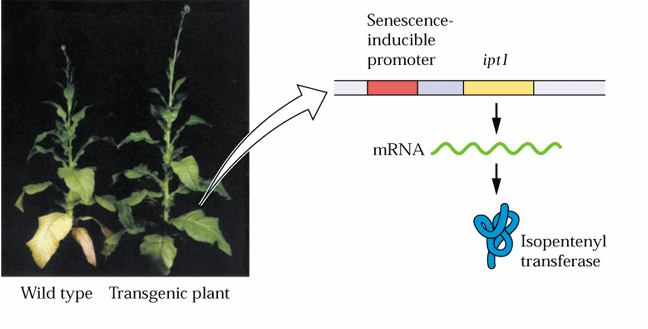 Senescence-
inducible
promoter
ipt1
mRNA
Isopentenyl
transferase
Wild type Transgenic plant